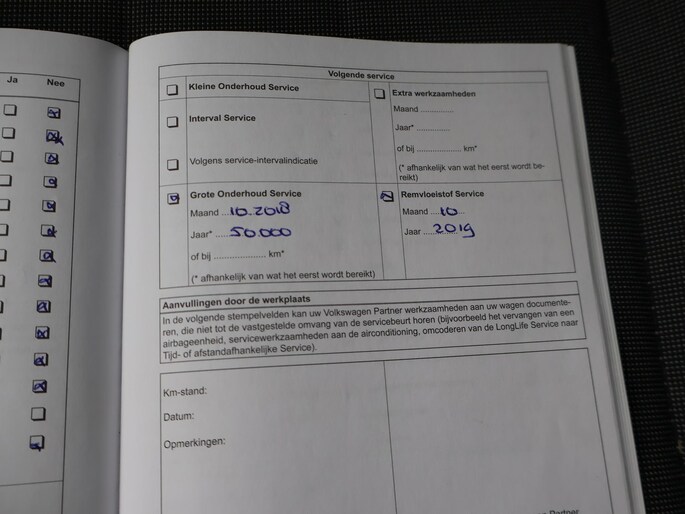 Ja Nee
Volgende service
Kleine Onderhoud Service
Interval Service
Volgens service-intervalindicatie
Extra werkzaamheden
Maand ..............
Jaar* ..............
of bij .................... km*
(* afhankelijk van wat het eerst wordt be-
reikt)
Grote Onderhoud Service
Maand ...10.2018
Jaar* .....50.000
of bij ...................... km*
(* afhankelijk van wat het eerst wordt bereikt)
Remvloeistof Service
Maand ....10....
Jaar .....2019
Aanvullingen door de werkplaats
In de volgende stempelvelden kan uw Volkswagen Partner werkzaamheden aan uw wagen documente-
ren, die niet tot de vastgestelde omvang van de servicebeurt horen (bijvoorbeeld het vervangen van een
airbageenheid, servicewerkzaamheden aan de airconditioning, omcoderen van de LongLife Service naar
Tijd- of afstandafhankelijke Service).
Km-stand:
Datum:
Opmerkingen:
Partner